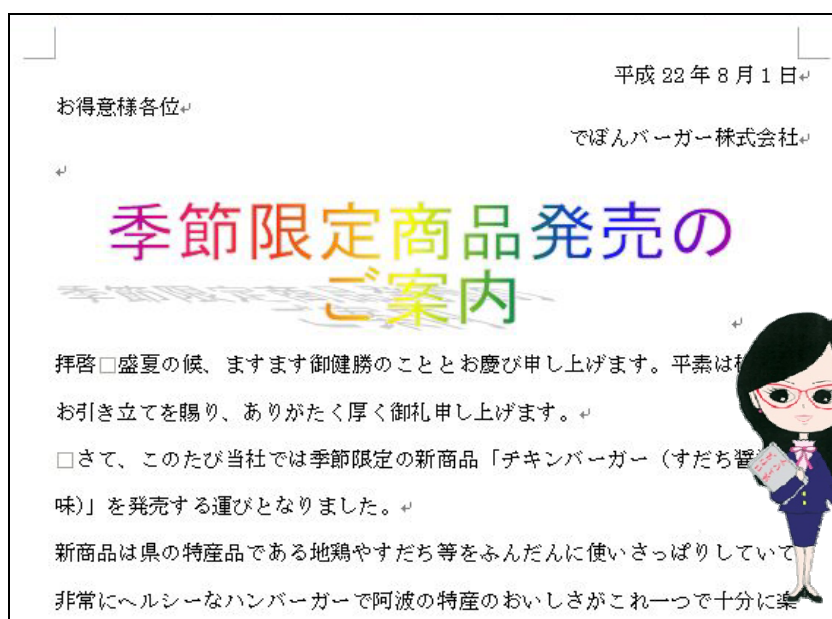 平成 22 年 8 月 1 日
お得意様各位
でぼんバーガー株式会社
季節限定商品発売の
ご案内
拝啓□盛夏の候、ますます御健勝のこととお慶び申し上げます。平素は
お引き立てを賜り、ありがたく厚く御礼申し上げます。
□さて、このたび当社では季節限定の新商品「チキンバーガー（すだち醤
味）」を発売する運びとなりました。
新商品は県の特産品である地鶏やすだち等をふんだんに使いさっぱりしていて
非常にヘルシーなハンバーガーで阿波の特産のおいしさがこれ一つで十分に楽